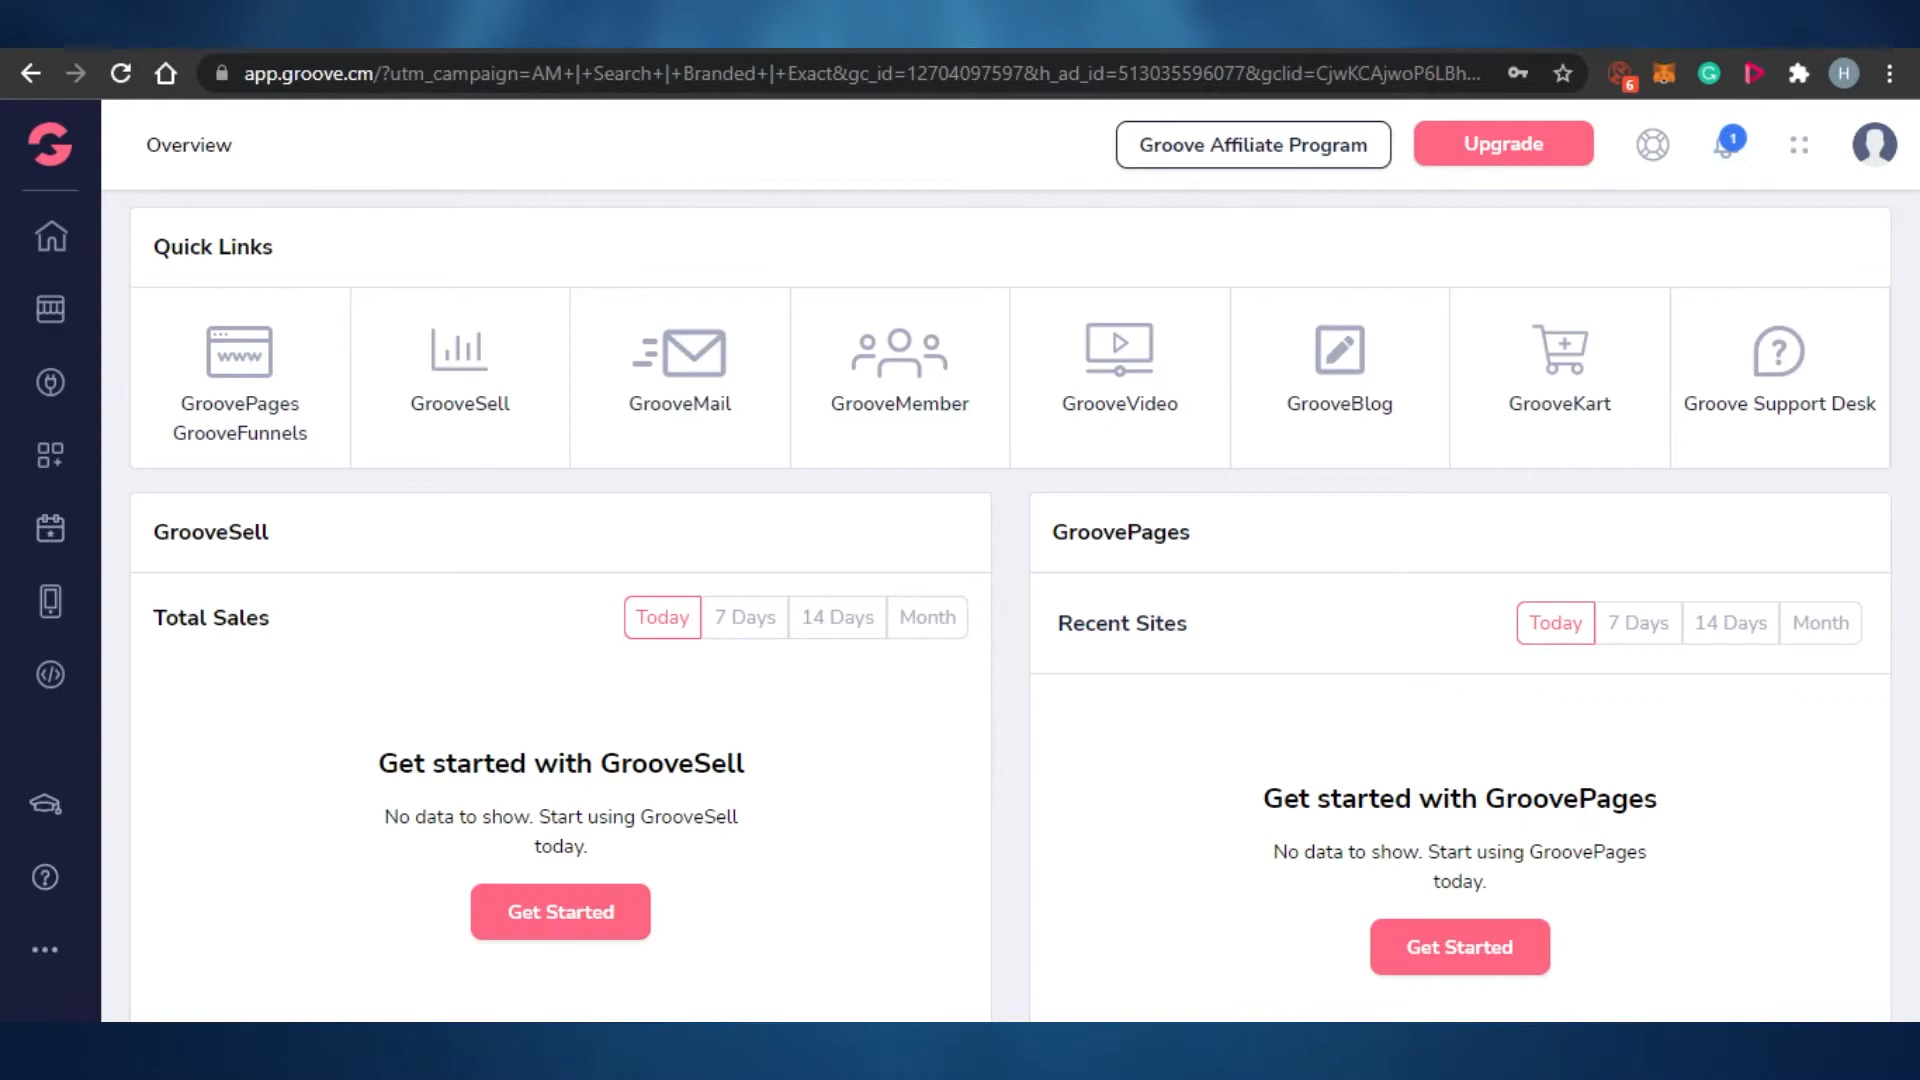 app.groove.cm/?utm_campaign=AM+|+Search+|+Branded+|+Exact&gc_id=12704097597&h_ad_id=513035596077&gclid=CjwKCAjwoP6LBh...
6
H
Overview
Groove Affiliate Program
Upgrade
1
Quick Links
www
GroovePages
GrooveFunnels
GrooveSell
GrooveMail
GrooveMember
GrooveVideo
GrooveBlog
GrooveKart
Groove Support Desk
GrooveSell
Total Sales
Today 7 Days 14 Days Month
Get started with GrooveSell
No data to show. Start using GrooveSell
today.
Get Started
GroovePages
Recent Sites
Today 7 Days 14 Days Month
Get started with GroovePages
No data to show. Start using GroovePages
today.
Get Started